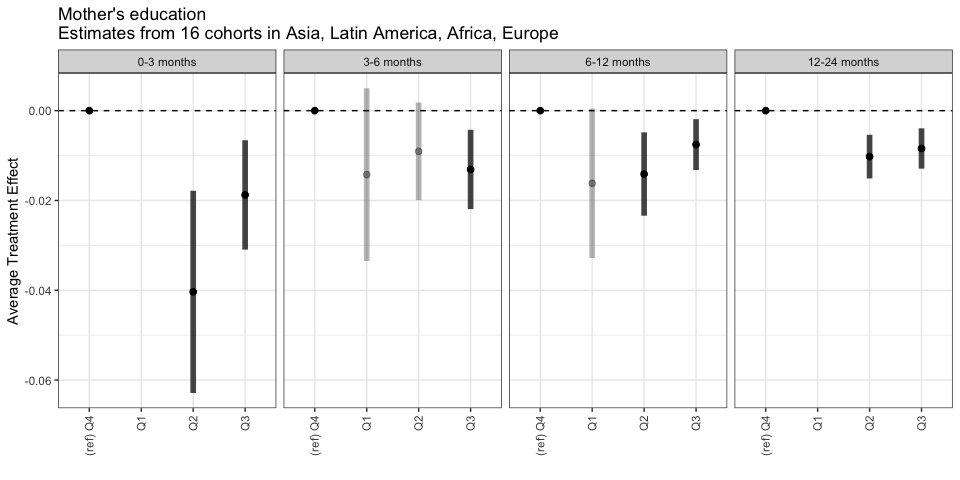 Mother's education
Estimates from 16 cohorts in Asia, Latin America, Africa, Europe
0-3 months
3-6 months
6-12 months
12-24 months
Average Treatment Effect
0.00
-0.02
-0.04
-0.06
(ref) Q4
Q1
Q2
Q3
(ref) Q4
Q1
Q2
Q3
(ref) Q4
Q1
Q2
Q3
(ref) Q4
Q1
Q2
Q3